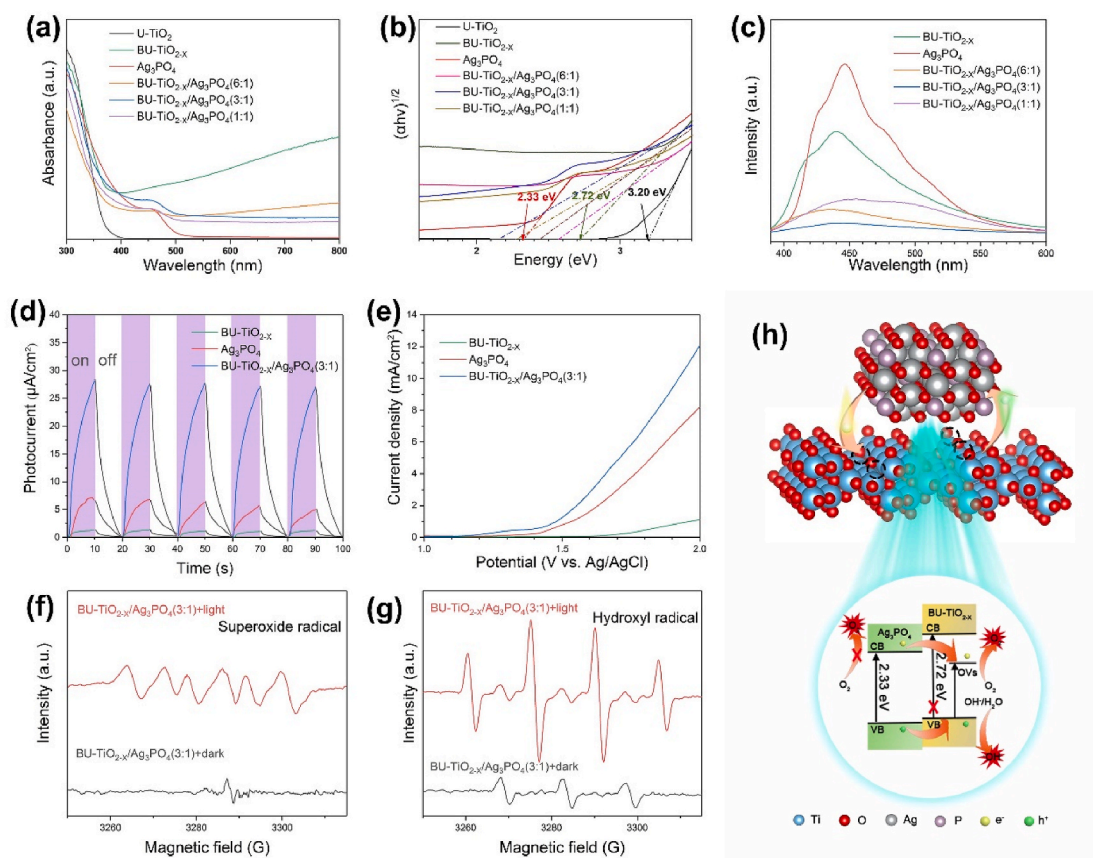 (a)
U-TiO₂
BU-TiO₂₋ₓ
Ag₃PO₄
BU-TiO₂₋ₓ/Ag₃PO₄(6:1)
BU-TiO₂₋ₓ/Ag₃PO₄(3:1)
BU-TiO₂₋ₓ/Ag₃PO₄(1:1)
Absorbance (a.u.)
300 400 500 600 700 800
Wavelength (nm)
(b)
U-TiO₂
BU-TiO₂₋ₓ
Ag₃PO₄
BU-TiO₂₋ₓ/Ag₃PO₄(6:1)
BU-TiO₂₋ₓ/Ag₃PO₄(3:1)
BU-TiO₂₋ₓ/Ag₃PO₄(1:1)
(αhv)¹/²
2.33 eV 2.72 eV 3.20 eV
2 3
Energy (eV)
(c)
BU-TiO₂₋ₓ
Ag₃PO₄
BU-TiO₂₋ₓ/Ag₃PO₄(6:1)
BU-TiO₂₋ₓ/Ag₃PO₄(3:1)
BU-TiO₂₋ₓ/Ag₃PO₄(1:1)
Intensity (a.u.)
400 450 500 550 600
Wavelength (nm)
(d)
40
35
30
25
20
15
10
5
0
BU-TiO₂₋ₓ
Ag₃PO₄
BU-TiO₂₋ₓ/Ag₃PO₄(3:1)
on off
Photocurrent (µA/cm²)
0 10 20 30 40 50 60 70 80 90 100
Time (s)
(e)
14
12
10
8
6
4
2
0
BU-TiO₂₋ₓ
Ag₃PO₄
BU-TiO₂₋ₓ/Ag₃PO₄(3:1)
Current density (mA/cm²)
1.0 1.5 2.0
Potential (V vs. Ag/AgCl)
(f)
BU-TiO₂₋ₓ/Ag₃PO₄(3:1)+light
Superoxide radical
BU-TiO₂₋ₓ/Ag₃PO₄(3:1)+dark
Intensity (a.u.)
3260 3280 3300
Magnetic field (G)
(g)
BU-TiO₂₋ₓ/Ag₃PO₄(3:1)+light
Hydroxyl radical
BU-TiO₂₋ₓ/Ag₃PO₄(3:1)+dark
Intensity (a.u.)
3260 3280 3300
Magnetic field (G)
(h)
BU-TiO₂₋ₓ
CB
Ag₃PO₄
CB
2.33 eV
2.72 eV
OVs
O₂
O₂
OH⁻/H₂O
VB
VB
Ti O Ag P e⁻ h⁺